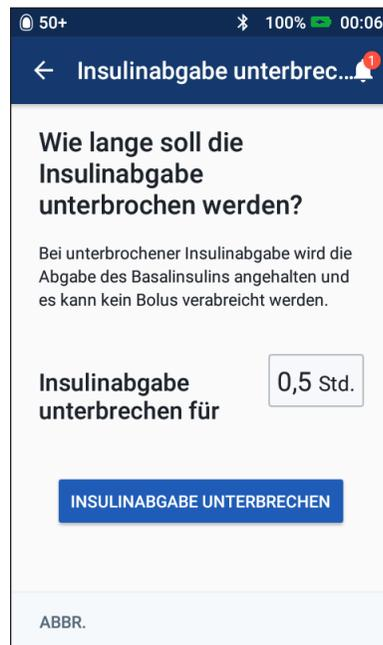 50+ 100% 00:06
Insulinabgabe unterbrec... 1
Wie lange soll die
Insulinabgabe
unterbrochen werden?
Bei unterbrochener Insulinabgabe wird die
Abgabe des Basalinsulins angehalten und
es kann kein Bolus verabreicht werden.
Insulinabgabe
unterbrechen für
0,5 Std.
INSULINABGABE UNTERBRECHEN
ABBR.